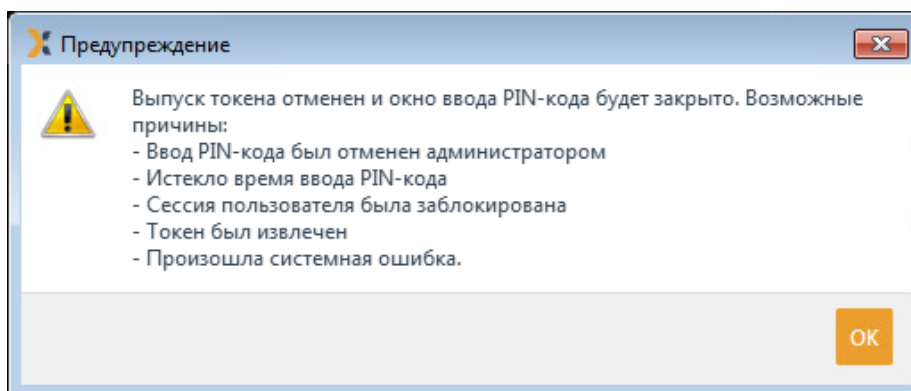 Предупреждение
Выпуск токена отменен и окно ввода PIN-кода будет закрыто. Возможные
причины:
- Ввод PIN-кода был отменен администратором
- Истекло время ввода PIN-кода
- Сессия пользователя была заблокирована
- Токен был извлечен
- Произошла системная ошибка.
ОК